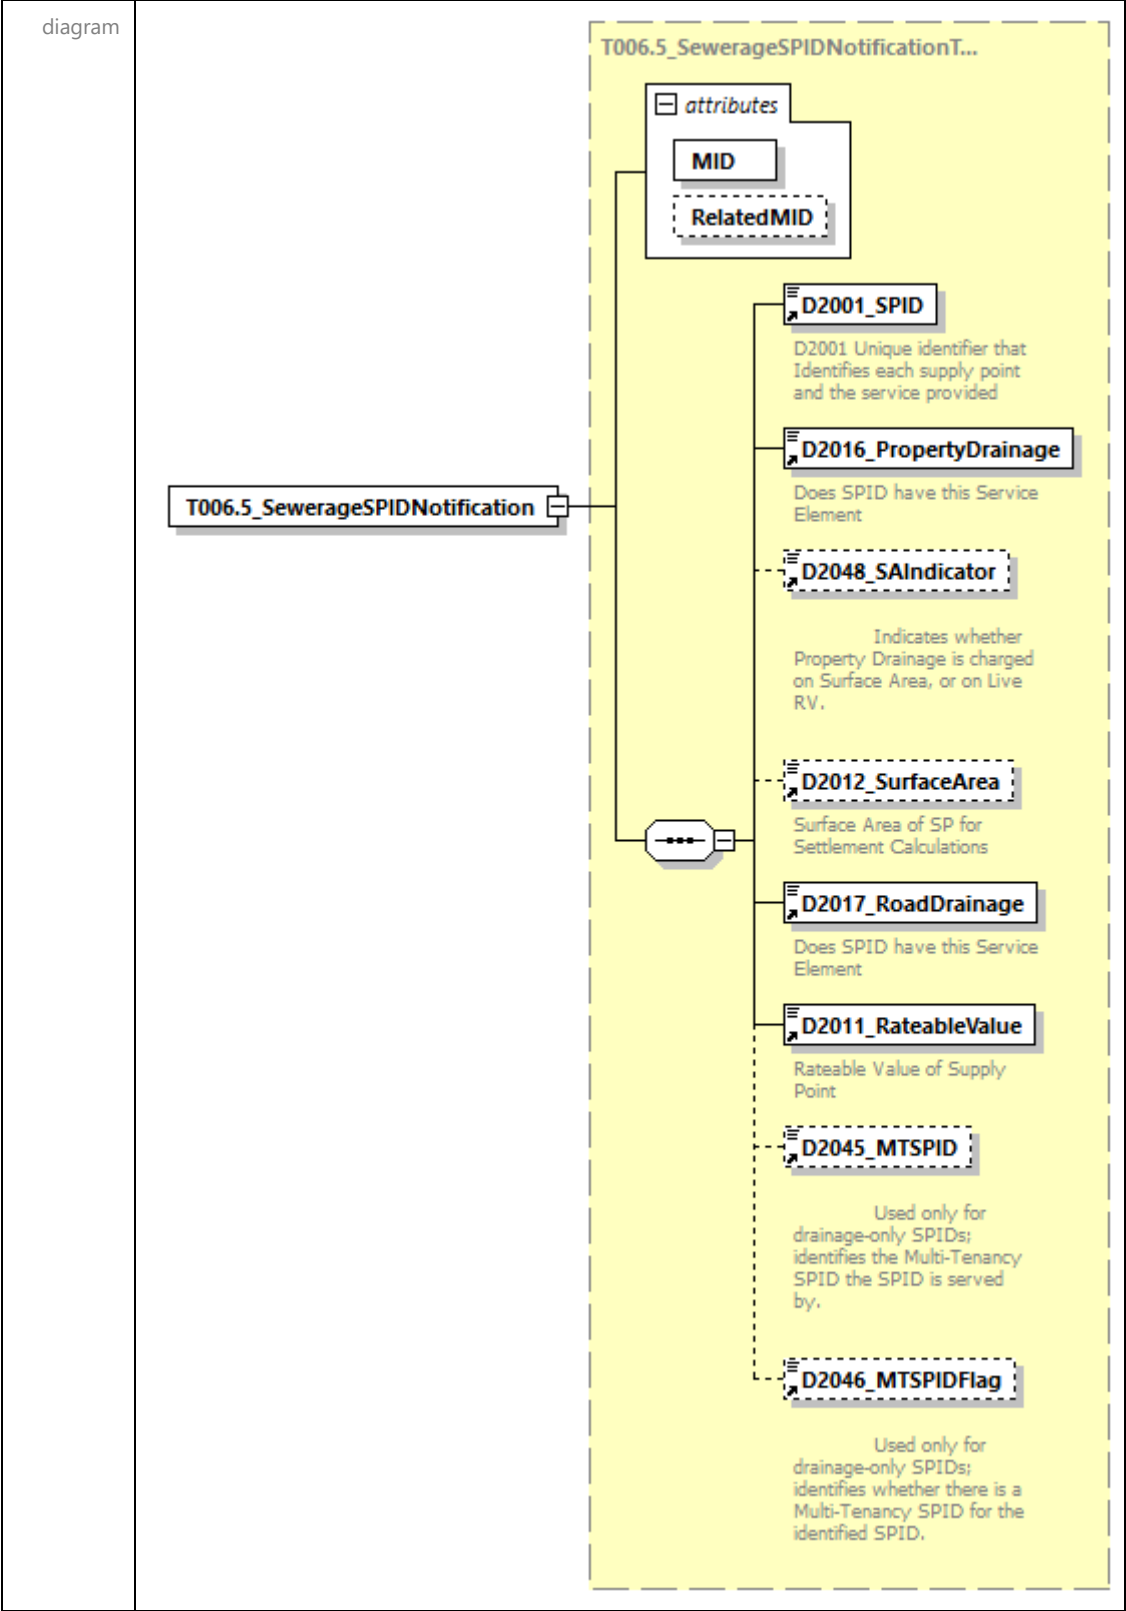 diagram
T006.5_SewerageSPIDNotificationT...
attributes
MID
RelatedMID
D2001_SPID
D2001 Unique identifier that
Identifies each supply point
and the service provided
D2016_PropertyDrainage
Does SPID have this Service
Element
T006.5_SewerageSPIDNotification
D2048_SAIndicator
Indicates whether
Property Drainage is charged
on Surface Area, or on Live
RV.
D2012_SurfaceArea
Surface Area of SP for
Settlement Calculations
D2017_RoadDrainage
Does SPID have this Service
Element
D2011_RateableValue
Rateable Value of Supply
Point
D2045_MTSPID
Used only for
drainage-only SPIDs;
identifies the Multi-Tenancy
SPID the SPID is served
by.
D2046_MTSPIDFlag
Used only for
drainage-only SPIDs;
identifies whether there is a
Multi-Tenancy SPID for the
identified SPID.